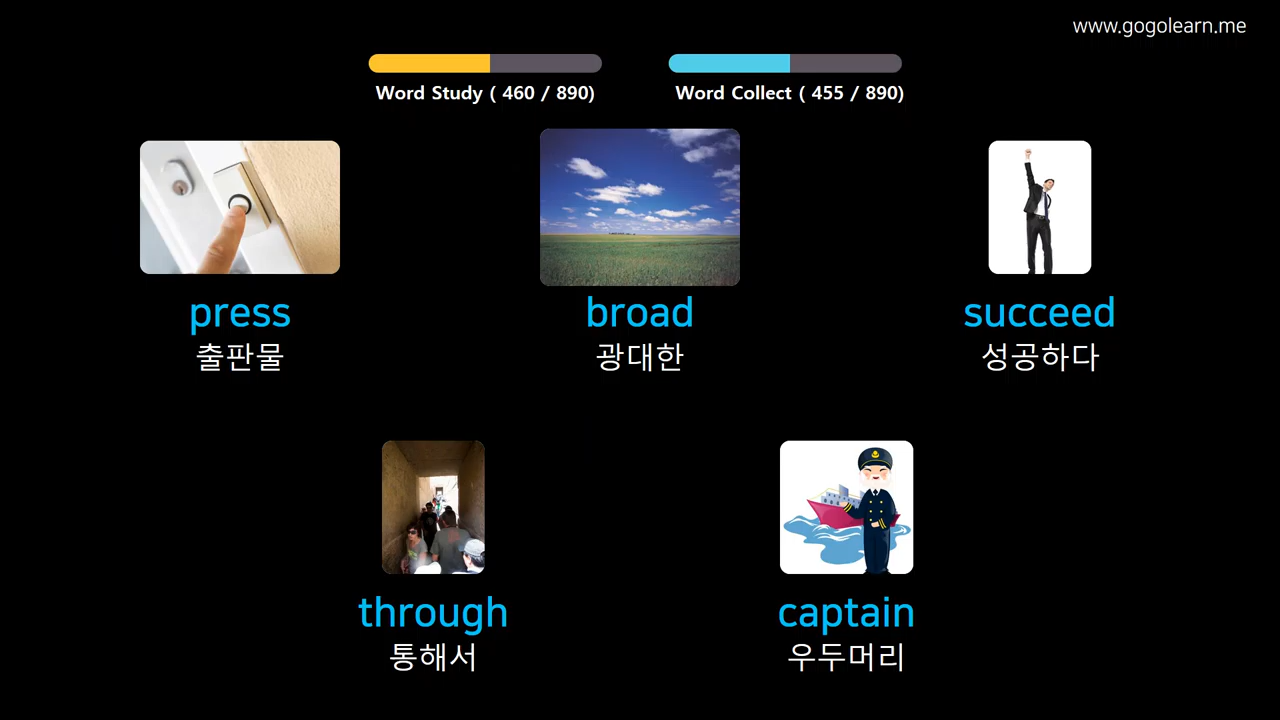 www.gogolearn.me
Word Study ( 460 / 890)
Word Collect ( 455 / 890)
press
출판물
broad
광대한
succeed
성공하다
through
통해서
captain
우두머리